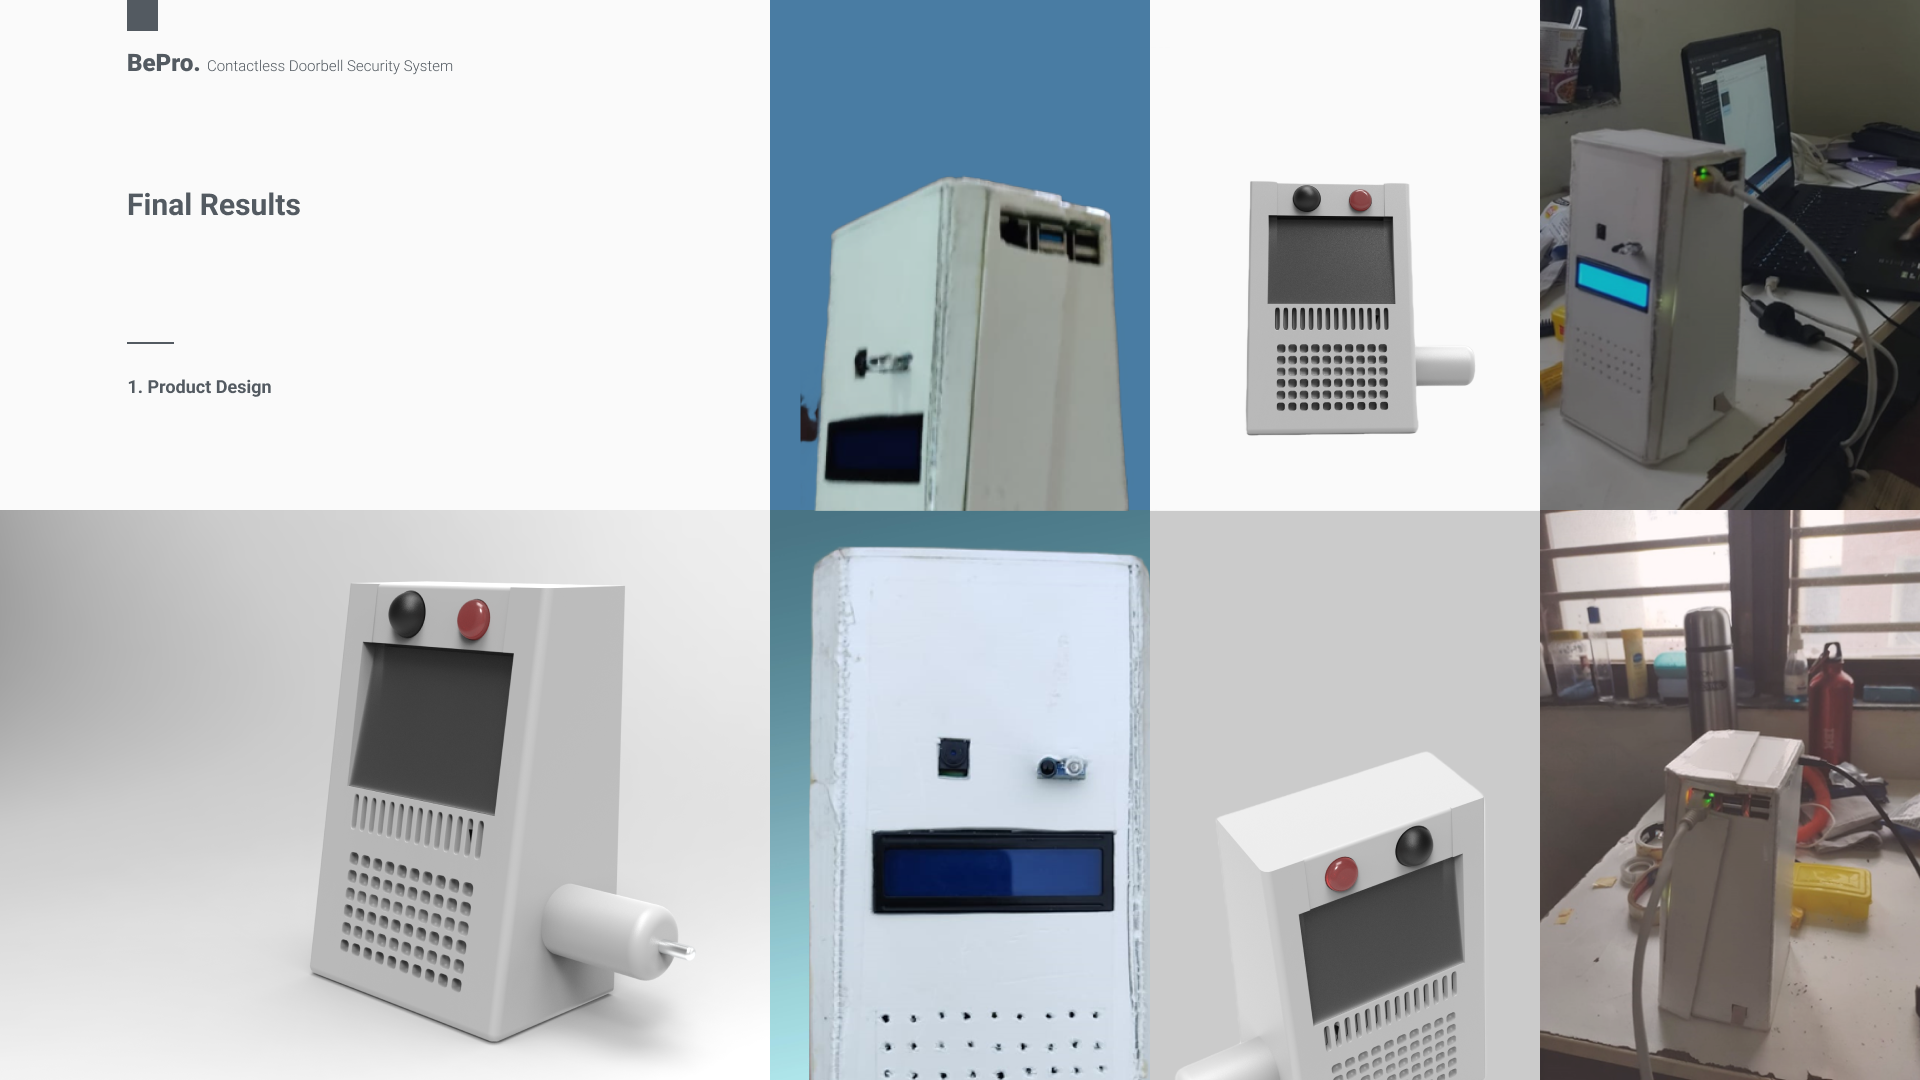 BePro. Contactless Doorbell Security System
Final Results
1. Product Design